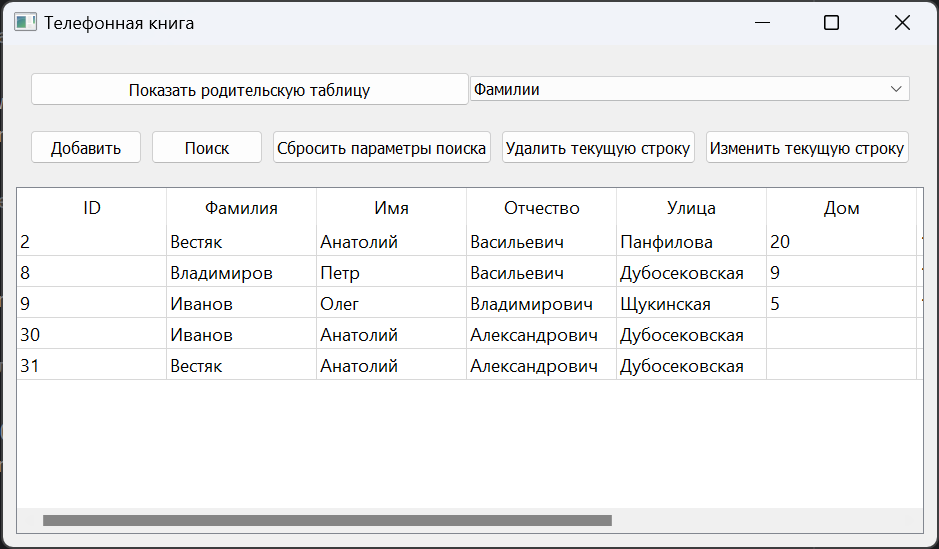 Телефонная книга
Показать родительскую таблицу Фамилии
Добавить Поиск Сбросить параметры поиска Удалить текущую строку Изменить текущую строку
ID Фамилия Имя Отчество Улица Дом
2 Вестяк Анатолий Васильевич Панфилова 20
8 Владимиров Петр Васильевич Дубосековская 9
9 Иванов Олег Владимирович Щукинская 5
30 Иванов Анатолий Александрович Дубосековская
31 Вестяк Анатолий Александрович Дубосековская